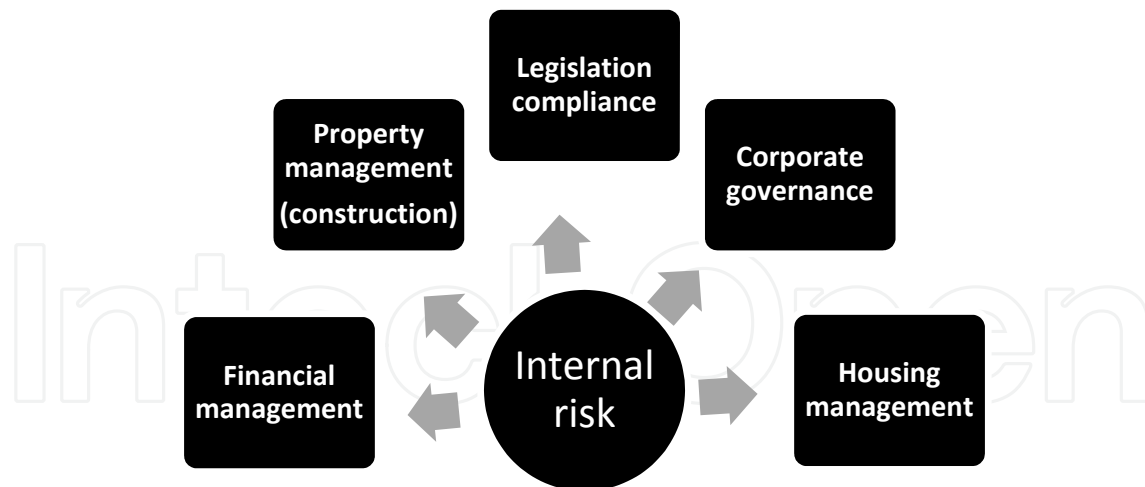 Legislation
compliance
Property
management
(construction)
Corporate
governance
Financial
management
Internal
risk
Housing
management
IntechOpen